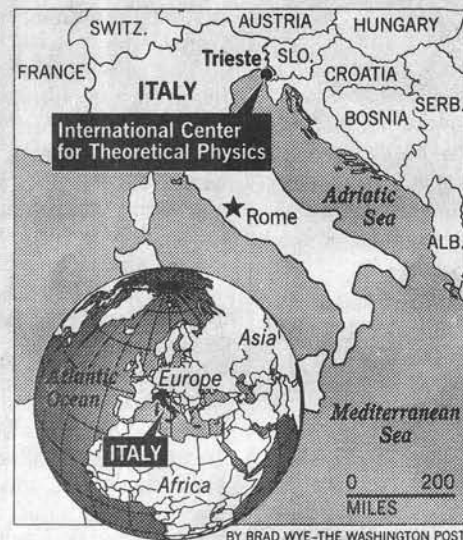 SWITZ.
AUSTRIA
HUNGARY
Trieste
SLO.
FRANCE
ITALY
CROATIA
International Center
for Theoretical Physics
BOSNIA
SERB.
Adriatic
Sea
Rome
ALB.
Asia
Atlantic
Ocean
Europe
ITALY
Mediterranean
Sea
Africa
0 200
MILES
BY BRAD WYE–THE WASHINGTON POST